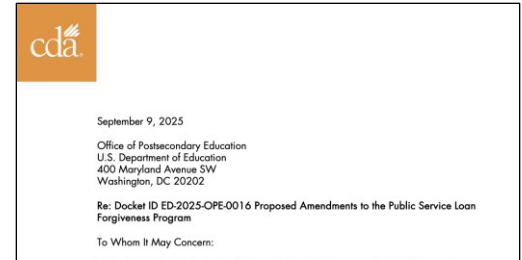 cda
September 9, 2025
Office of Postsecondary Education
U.S. Department of Education
400 Maryland Avenue SW
Washington, DC 20202
Re: Docket ID ED-2025-OPE-0016 Proposed Amendments to the Public Service Loan
Forgiveness Program
To Whom It May Concern: